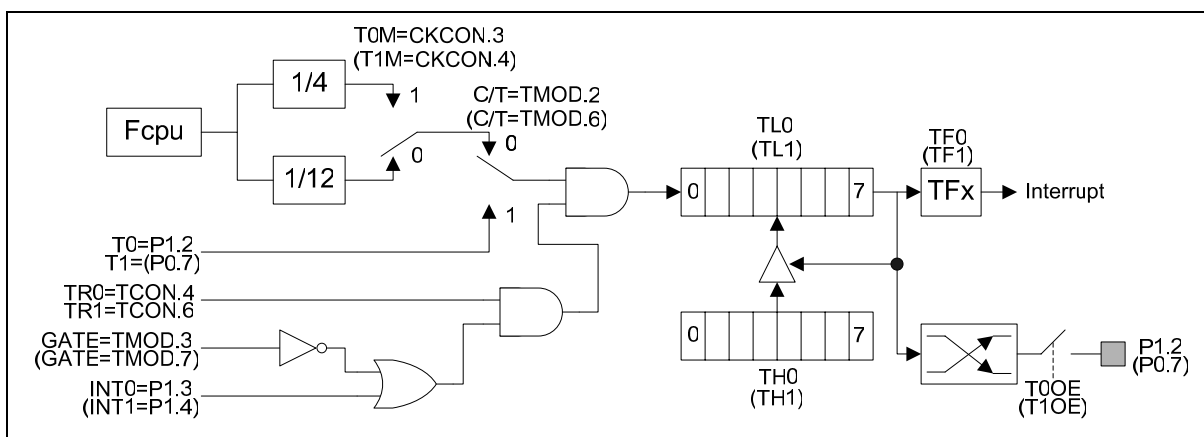 T0M=CKCON.3
(T1M=CKCON.4)
1/4
1
C/T=TMOD.2
(C/T=TMOD.6)
Fcpu
0
0
1/12
TL0
(TL1)
TF0
(TF1)
0
7
TFx
Interrupt
1
T0=P1.2
T1=(P0.7)
TR0=TCON.4
TR1=TCON.6
GATE=TMOD.3
(GATE=TMOD.7)
INT0=P1.3
(INT1=P1.4)
0
7
TH0
(TH1)
P1.2
(P0.7)
T0OE
(T1OE)